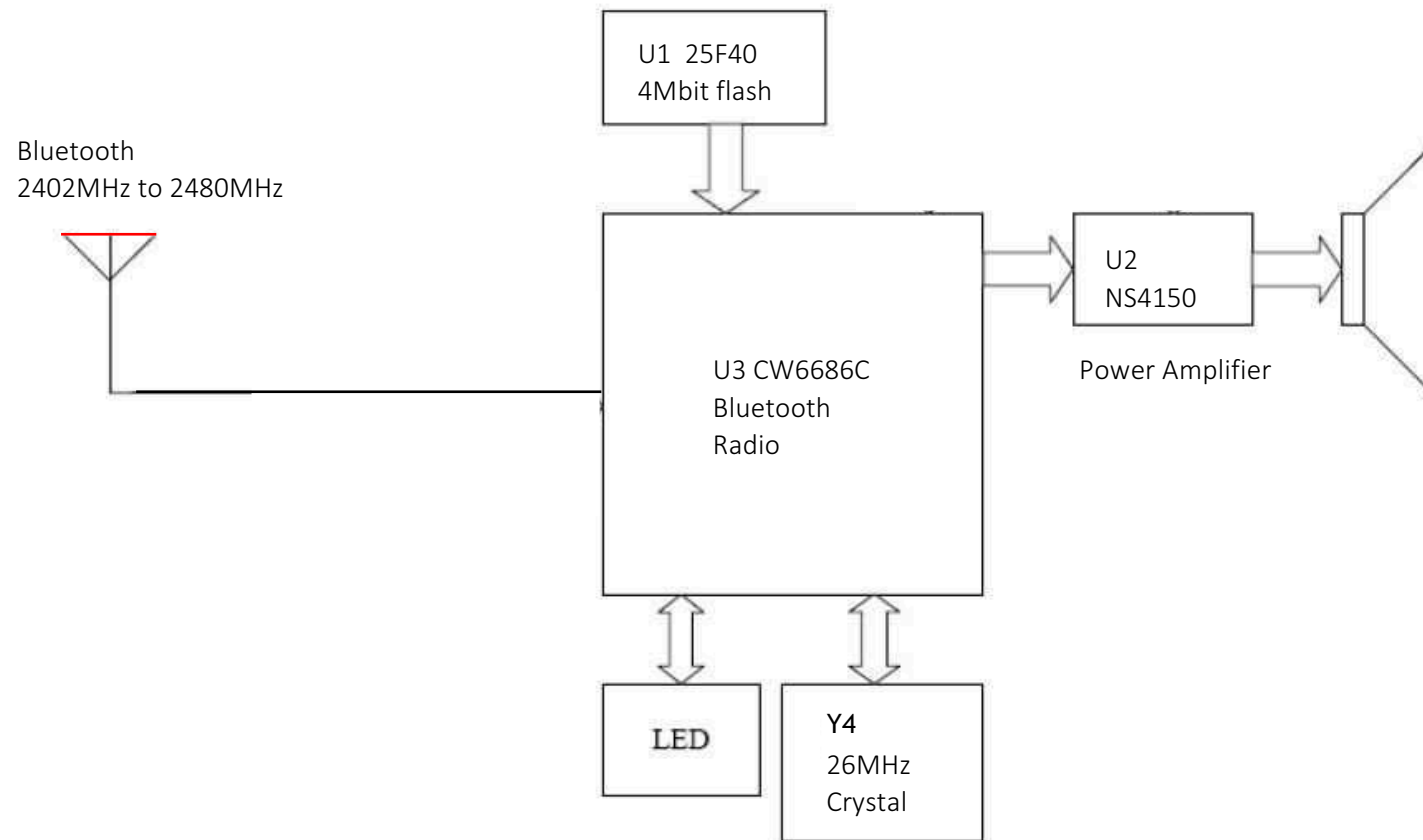 U1 25F40
4Mbit flash
Bluetooth
2402MHz to 2480MHz
U2
NS4150
Power Amplifier
U3 CW6686C
Bluetooth
Radio
LED
Y4
26MHz
Crystal